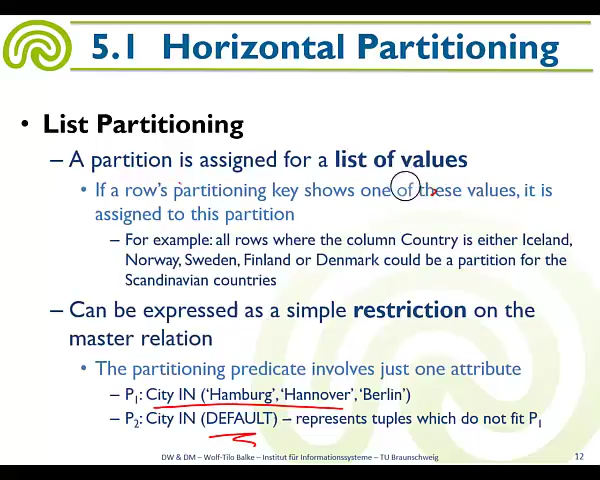 5.1 Horizontal Partitioning
• List Partitioning
– A partition is assigned for a list of values
• If a row's partitioning key shows one of these values, it is
assigned to this partition
– For example: all rows where the column Country is either Iceland,
Norway, Sweden, Finland or Denmark could be a partition for the
Scandinavian countries
– Can be expressed as a simple restriction on the
master relation
• The partitioning predicate involves just one attribute
– P1: City IN ('Hamburg', 'Hannover', 'Berlin')
– P2: City IN (DEFAULT) – represents tuples which do not fit P1
DW & DM – Wolf-Tilo Balke – Institut für Informationssysteme – TU Braunschweig
12